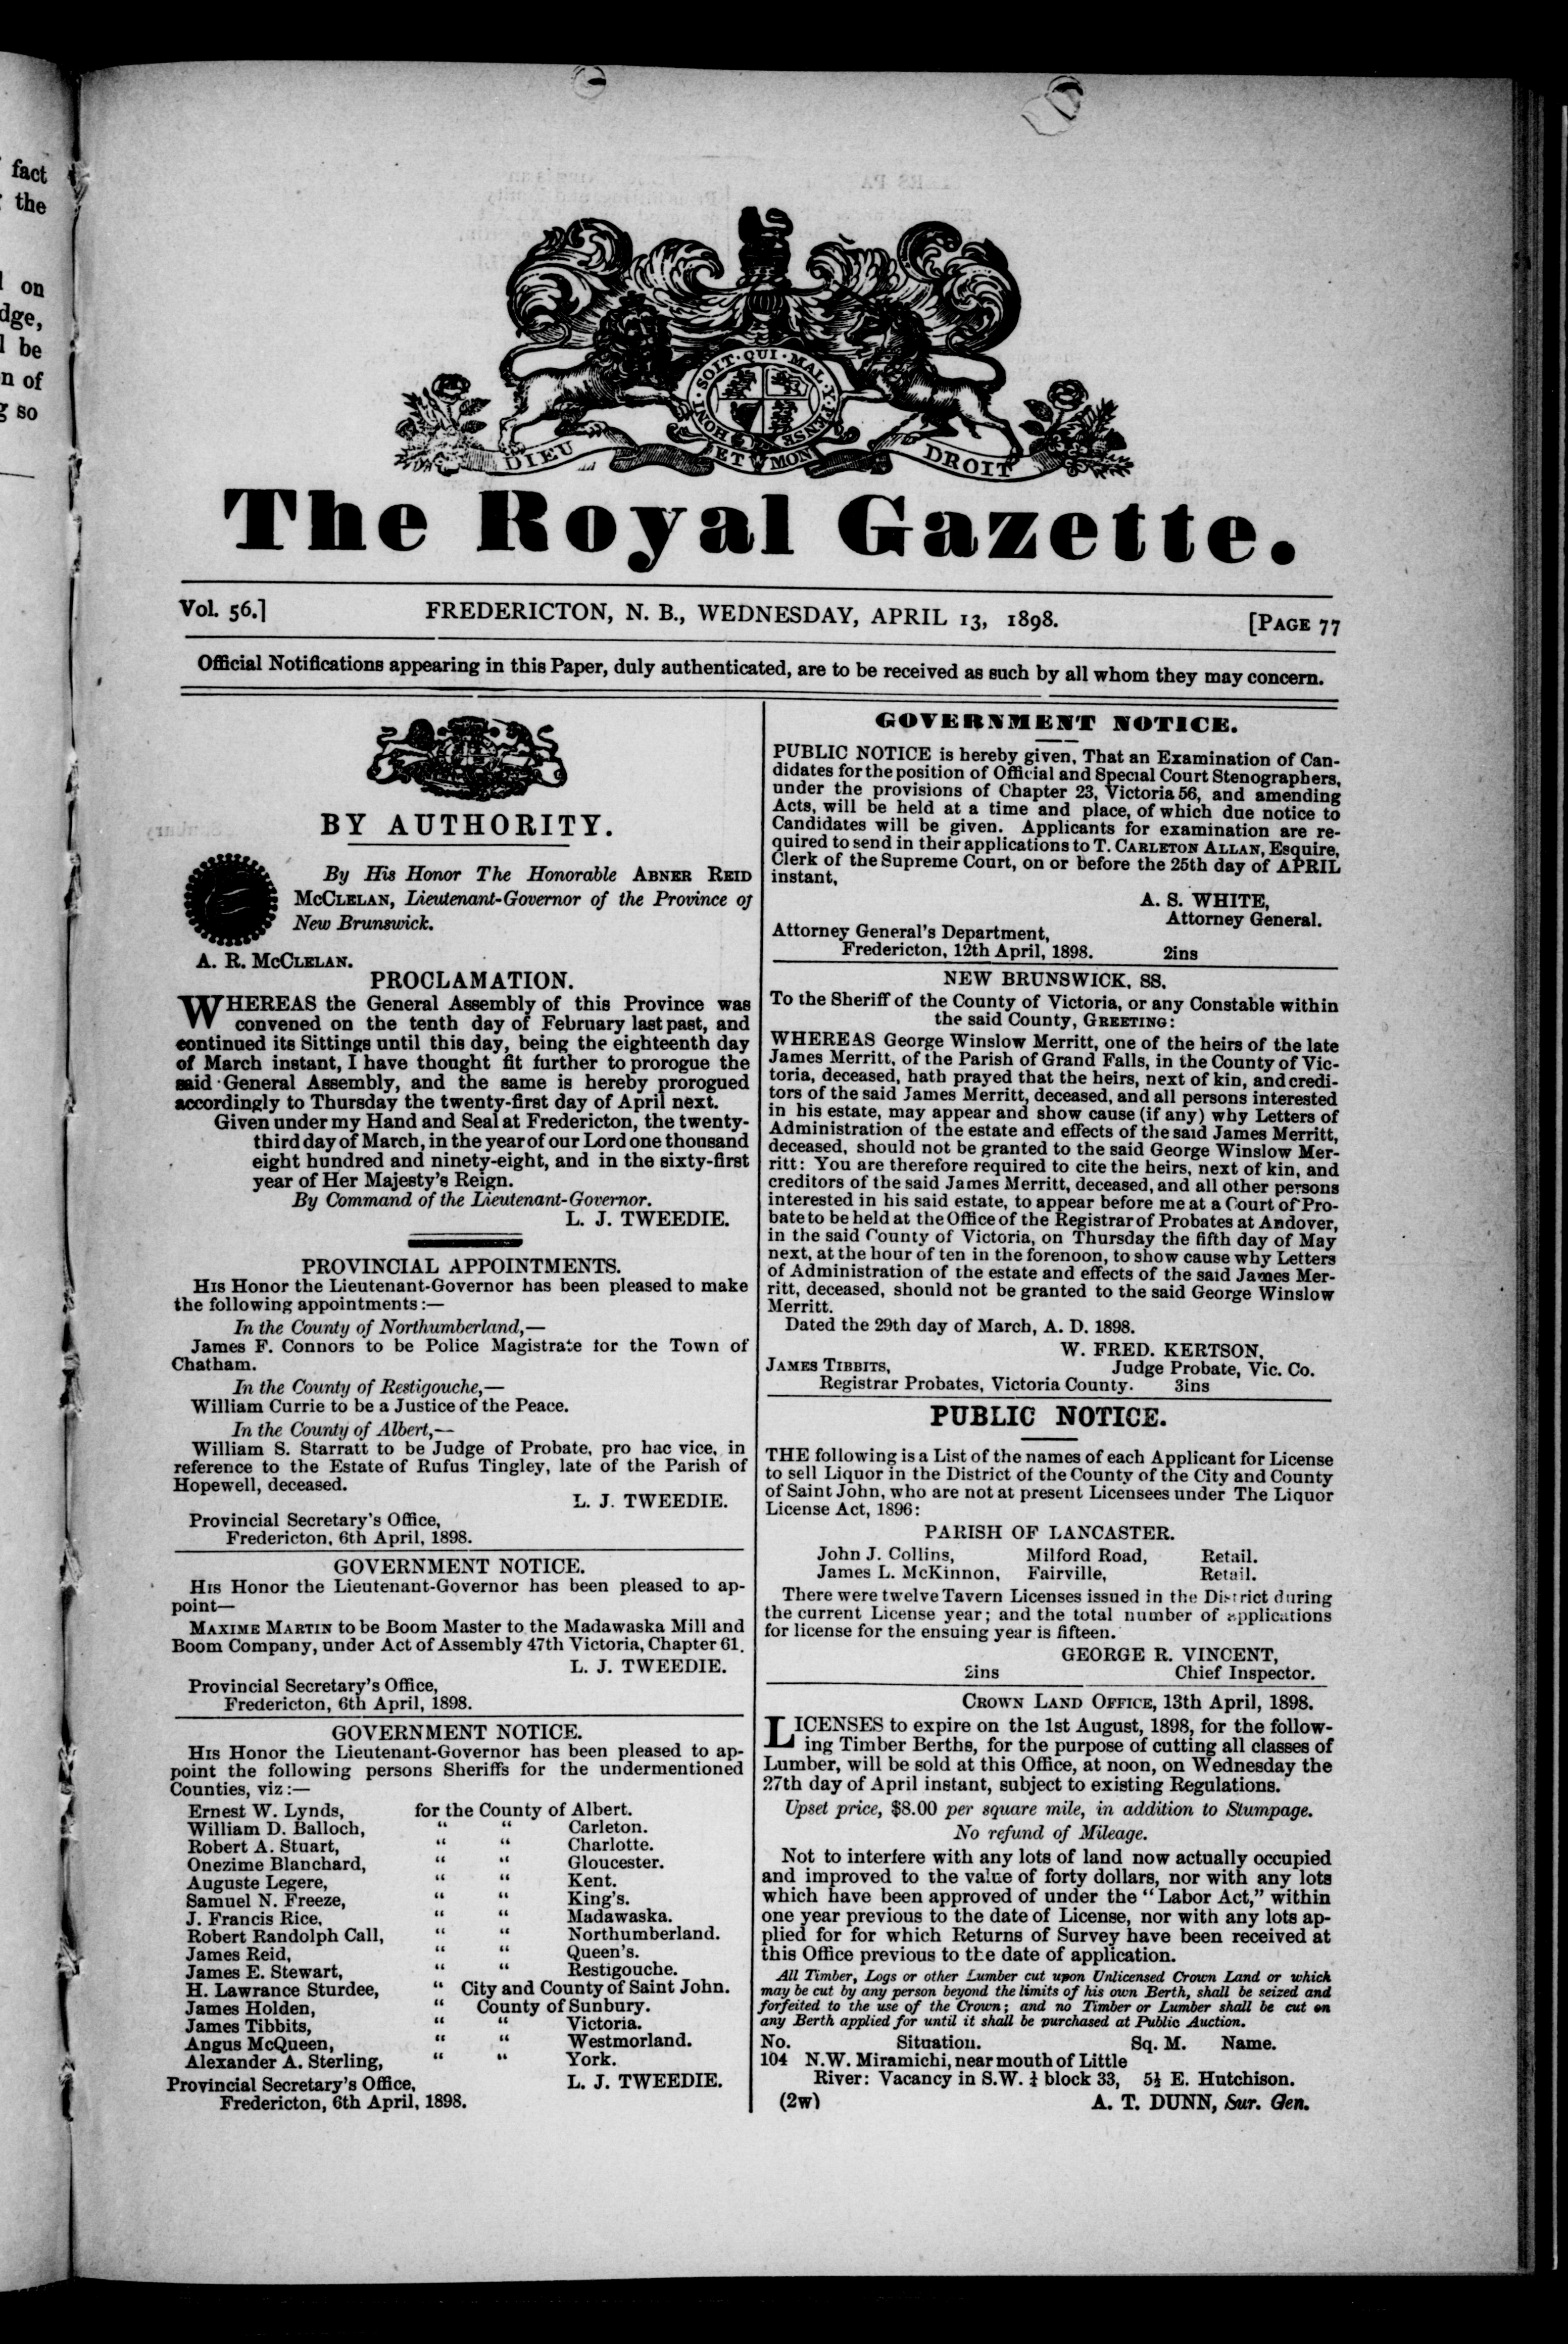 fact
the
on
dge,
be
n of
g so
HONI · SOIT · QUI · MAL · Y · PENSE
DIEU ET MON DROIT
The Royal Gazette.
Vol. 56.] FREDERICTON, N. B., WEDNESDAY, APRIL 13, 1898. [PAGE 77
Official Notifications appearing in this Paper, duly authenticated, are to be received as such by all whom they may concern.
BY AUTHORITY.
By His Honor The Honorable ABNER REID
MCCLELAN, Lieutenant-Governor of the Province of
New Brunswick.
A. R. MCCLELAN.
PROCLAMATION.
WHEREAS the General Assembly of this Province was
convened on the tenth day of February last past, and
continued its Sittings until this day, being the eighteenth day
of March instant, I have thought fit further to prorogue the
said General Assembly, and the same is hereby prorogued
accordingly to Thursday the twenty-first day of April next.
Given under my Hand and Seal at Fredericton, the twenty-
third day of March, in the year of our Lord one thousand
eight hundred and ninety-eight, and in the sixty-first
year of Her Majesty's Reign.
By Command of the Lieutenant-Governor.
L. J. TWEEDIE.
PROVINCIAL APPOINTMENTS.
HIS Honor the Lieutenant-Governor has been pleased to make
the following appointments :—
In the County of Northumberland,—
James F. Connors to be Police Magistrate for the Town of
Chatham.
In the County of Restigouche,—
William Currie to be a Justice of the Peace.
In the County of Albert,—
William S. Starratt to be Judge of Probate, pro hac vice, in
reference to the Estate of Rufus Tingley, late of the Parish of
Hopewell, deceased.
L. J. TWEEDIE.
Provincial Secretary's Office,
Fredericton, 6th April, 1898.
GOVERNMENT NOTICE.
HIS Honor the Lieutenant-Governor has been pleased to ap-
point—
MAXIME MARTIN to be Boom Master to the Madawaska Mill and
Boom Company, under Act of Assembly 47th Victoria, Chapter 61.
L. J. TWEEDIE.
Provincial Secretary's Office,
Fredericton, 6th April, 1898.
GOVERNMENT NOTICE.
HIS Honor the Lieutenant-Governor has been pleased to ap-
point the following persons Sheriffs for the undermentioned
Counties, viz :—
Ernest W. Lynds, for the County of Albert.
William D. Balloch, " " Carleton.
Robert A. Stuart, " " Charlotte.
Onezime Blanchard, " " Gloucester.
Auguste Legere, " " Kent.
Samuel N. Freeze, " " King's.
J. Francis Rice, " " Madawaska.
Robert Randolph Call, " " Northumberland.
James Reid, " " Queen's.
James E. Stewart, " " Restigouche.
H. Lawrance Sturdee, " City and County of Saint John.
James Holden, " County of Sunbury.
James Tibbits, " " Victoria.
Angus McQueen, " " Westmorland.
Alexander A. Sterling, " " York.
Provincial Secretary's Office, L. J. TWEEDIE.
Fredericton, 6th April, 1898.
GOVERNMENT NOTICE.
PUBLIC NOTICE is hereby given, That an Examination of Can-
didates for the position of Official and Special Court Stenographers,
under the provisions of Chapter 23, Victoria 56, and amending
Acts, will be held at a time and place, of which due notice to
Candidates will be given. Applicants for examination are re-
quired to send in their applications to T. CARLETON ALLAN, Esquire,
Clerk of the Supreme Court, on or before the 25th day of APRIL
instant,
A. S. WHITE,
Attorney General.
Attorney General's Department,
Fredericton, 12th April, 1898. 2ins
NEW BRUNSWICK, SS.
To the Sheriff of the County of Victoria, or any Constable within
the said County, GREETING:
WHEREAS George Winslow Merritt, one of the heirs of the late
James Merritt, of the Parish of Grand Falls, in the County of Vic-
toria, deceased, hath prayed that the heirs, next of kin, and credi-
tors of the said James Merritt, deceased, and all persons interested
in his estate, may appear and show cause (if any) why Letters of
Administration of the estate and effects of the said James Merritt,
deceased, should not be granted to the said George Winslow Mer-
ritt: You are therefore required to cite the heirs, next of kin, and
creditors of the said James Merritt, deceased, and all other persons
interested in his said estate, to appear before me at a Court of Pro-
bate to be held at the Office of the Registrar of Probates at Andover,
in the said County of Victoria, on Thursday the fifth day of May
next, at the hour of ten in the forenoon, to show cause why Letters
of Administration of the estate and effects of the said James Mer-
ritt, deceased, should not be granted to the said George Winslow
Merritt.
Dated the 29th day of March, A. D. 1898.
W. FRED. KERTSON,
JAMES TIBBITS, Judge Probate, Vic. Co.
Registrar Probates, Victoria County. 3ins
PUBLIC NOTICE.
THE following is a List of the names of each Applicant for License
to sell Liquor in the District of the County of the City and County
of Saint John, who are not at present Licensees under The Liquor
License Act, 1896:
PARISH OF LANCASTER.
John J. Collins, Milford Road, Retail.
James L. McKinnon, Fairville, Retail.
There were twelve Tavern Licenses issued in the District during
the current License year; and the total number of applications
for license for the ensuing year is fifteen.
GEORGE R. VINCENT,
2ins Chief Inspector.
CROWN LAND OFFICE, 13th April, 1898.
LICENSES to expire on the 1st August, 1898, for the follow-
ing Timber Berths, for the purpose of cutting all classes of
Lumber, will be sold at this Office, at noon, on Wednesday the
27th day of April instant, subject to existing Regulations.
Upset price, $8.00 per square mile, in addition to Stumpage.
No refund of Mileage.
Not to interfere with any lots of land now actually occupied
and improved to the value of forty dollars, nor with any lots
which have been approved of under the "Labor Act," within
one year previous to the date of License, nor with any lots ap-
plied for for which Returns of Survey have been received at
this Office previous to the date of application.
All Timber, Logs or other Lumber cut upon Unlicensed Crown Land or which
may be cut by any person beyond the limits of his own Berth, shall be seized and
forfeited to the use of the Crown; and no Timber or Lumber shall be cut on
any Berth applied for until it shall be purchased at Public Auction.
No. Situation. Sq. M. Name.
104 N.W. Miramichi, near mouth of Little
River: Vacancy in S.W. ¼ block 33, 5½ E. Hutchison.
(2w) A. T. DUNN, Sur. Gen.